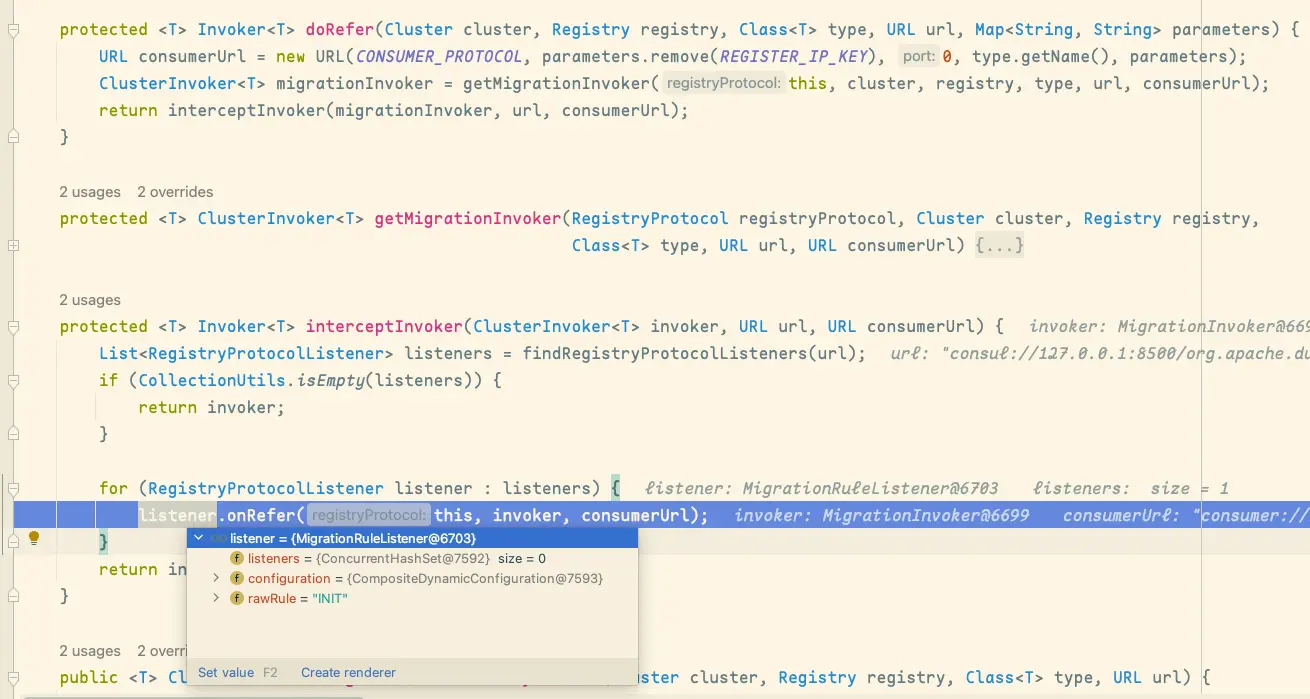 protected <T> Invoker<T> doRefer(Cluster cluster, Registry registry, Class<T> type, URL url, Map<String, String> parameters) {
URL consumerUrl = new URL(CONSUMER_PROTOCOL, parameters.remove(REGISTER_IP_KEY), port: 0, type.getName(), parameters);
ClusterInvoker<T> migrationInvoker = getMigrationInvoker( registryProtocol: this, cluster, registry, type, url, consumerUrl);
return interceptInvoker(migrationInvoker, url, consumerUrl);
}
2 usages 2 overrides
protected <T> ClusterInvoker<T> getMigrationInvoker(RegistryProtocol registryProtocol, Cluster cluster, Registry registry,
Class<T> type, URL url, URL consumerUrl) {...}
2 usages
protected <T> Invoker<T> interceptInvoker(ClusterInvoker<T> invoker, URL url, URL consumerUrl) { invoker: MigrationInvoker@669
List<RegistryProtocolListener> listeners = findRegistryProtocolListeners(url); url: "consul://127.0.0.1:8500/org.apache.du
if (CollectionUtils.isEmpty(listeners)) {
return invoker;
}
for (RegistryProtocolListener listener : listeners) { listener: MigrationRuleListener@6703 listeners: size = 1
listener.onRefer( registryProtocol: this, invoker, consumerUrl); invoker: MigrationInvoker@6699 consumerUrl: "consumer://
listener = {MigrationRuleListener@6703}
}
listeners = {ConcurrentHashSet@7592} size = 0
return in
configuration = {CompositeDynamicConfiguration@7593}
rawRule = "INIT"
}
2 usages 2 overri
Set value F2 Create renderer
public <T> Cl uster cluster, Registry registry, Class<T> type, URL url) {